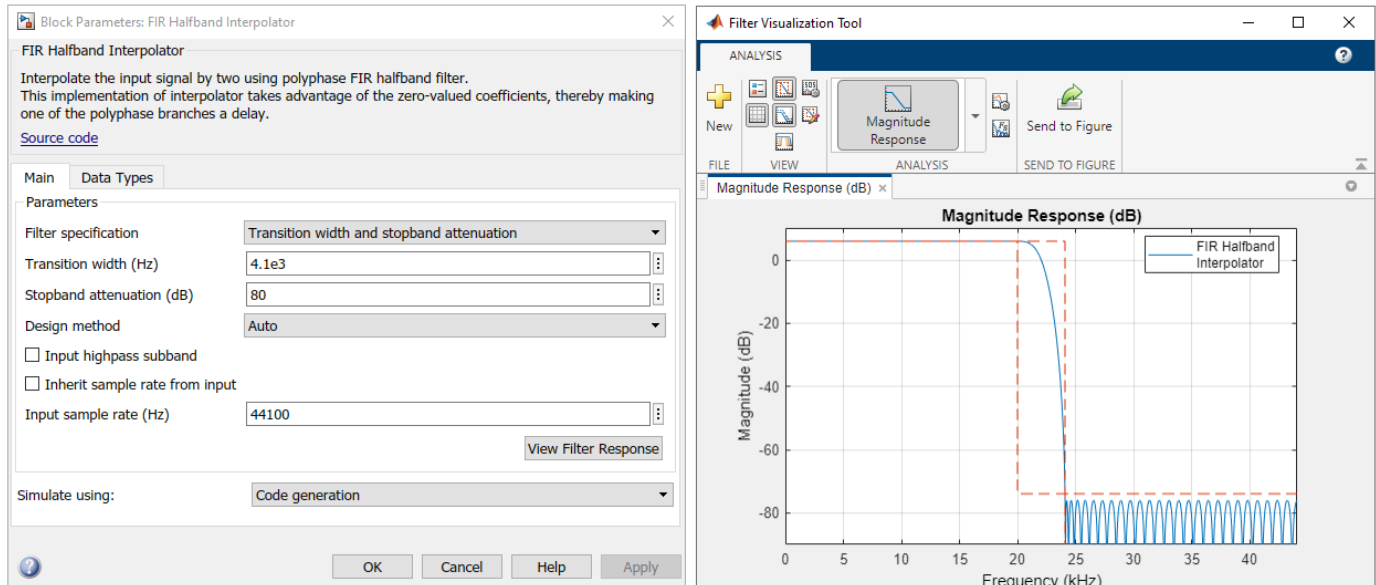 Block Parameters: FIR Halfband Interpolator
FIR Halfband Interpolator
Interpolate the input signal by two using polyphase FIR halfband filter.
This implementation of interpolator takes advantage of the zero-valued coefficients, thereby making
one of the polyphase branches a delay.
Source code
Main Data Types
Parameters
Filter specification Transition width and stopband attenuation
Transition width (Hz) 4.1e3
Stopband attenuation (dB) 80
Design method Auto
Input highpass subband
Inherit sample rate from input
Input sample rate (Hz) 44100
View Filter Response
Simulate using: Code generation
OK Cancel Help Apply
Filter Visualization Tool
ANALYSIS
New
Magnitude
Response
Send to Figure
FILE VIEW ANALYSIS SEND TO FIGURE
Magnitude Response (dB)
Magnitude Response (dB)
FIR Halfband
Interpolator
Magnitude (dB)
0
-20
-40
-60
-80
0 5 10 15 20 25 30 35 40
Frequency (kHz)